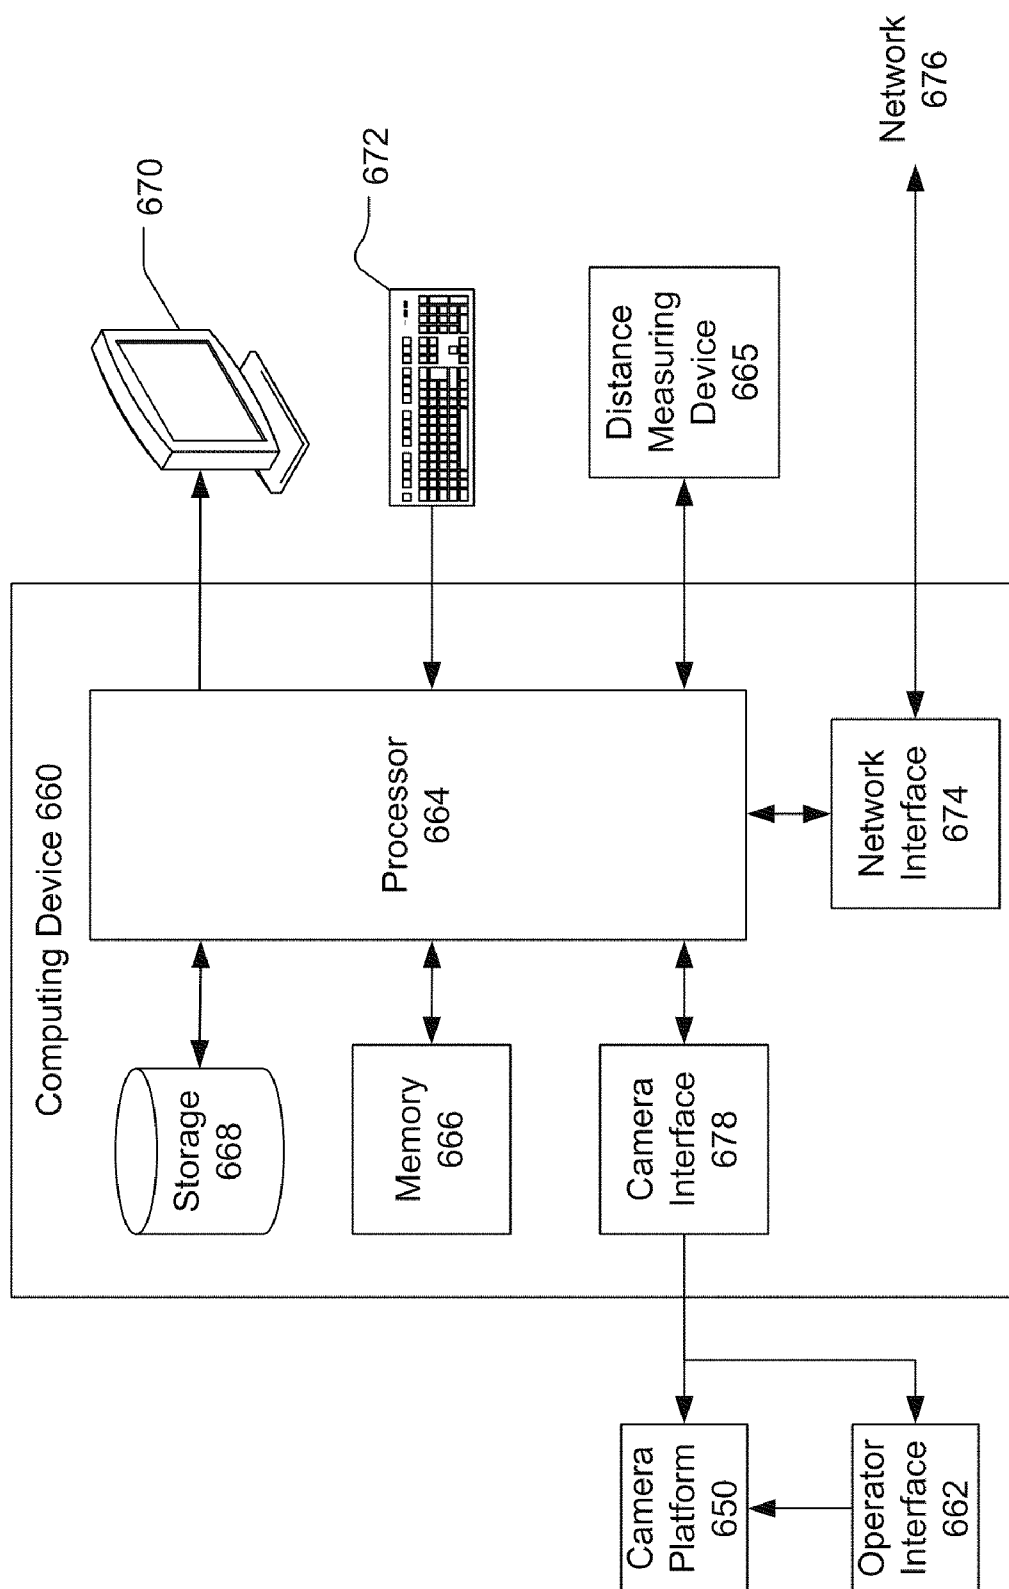 Computing Device 660
Storage
668
Memory
666
Camera
Interface
678
Processor
664
Network
Interface
674
670
672
Distance
Measuring
Device
665
Network
676
Camera
Platform
650
Operator
Interface
662